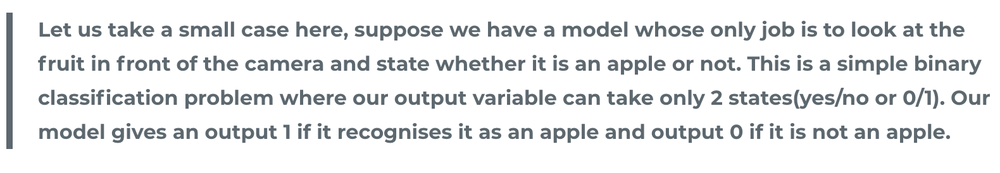 Let us take a small case here, suppose we have a model whose only job is to look at the
fruit in front of the camera and state whether it is an apple or not. This is a simple binary
classification problem where our output variable can take only 2 states(yes/no or 0/1). Our
model gives an output 1 if it recognises it as an apple and output 0 if it is not an apple.